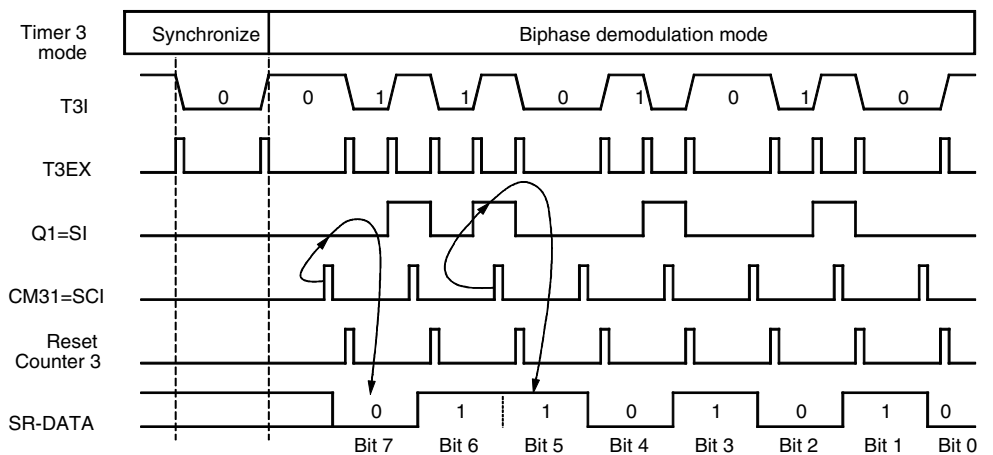 Timer 3 mode
Synchronize
Biphase demodulation mode
T3I
0 0 1 1 0 1 0 1 0
T3EX
Q1=SI
CM31=SCI
Reset
Counter 3
SR-DATA
0 1 1 0 1 0 1 0
Bit 7 Bit 6 Bit 5 Bit 4 Bit 3 Bit 2 Bit 1 Bit 0